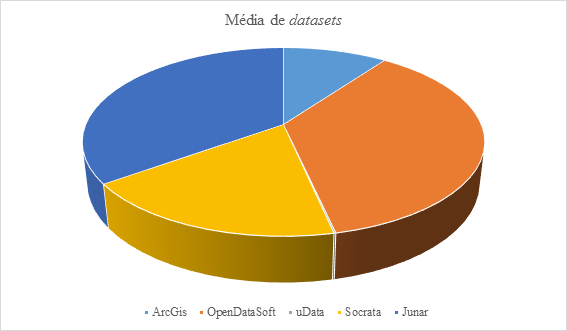 Média de datasets
ArcGis OpenDataSoft uData Socrata Junar